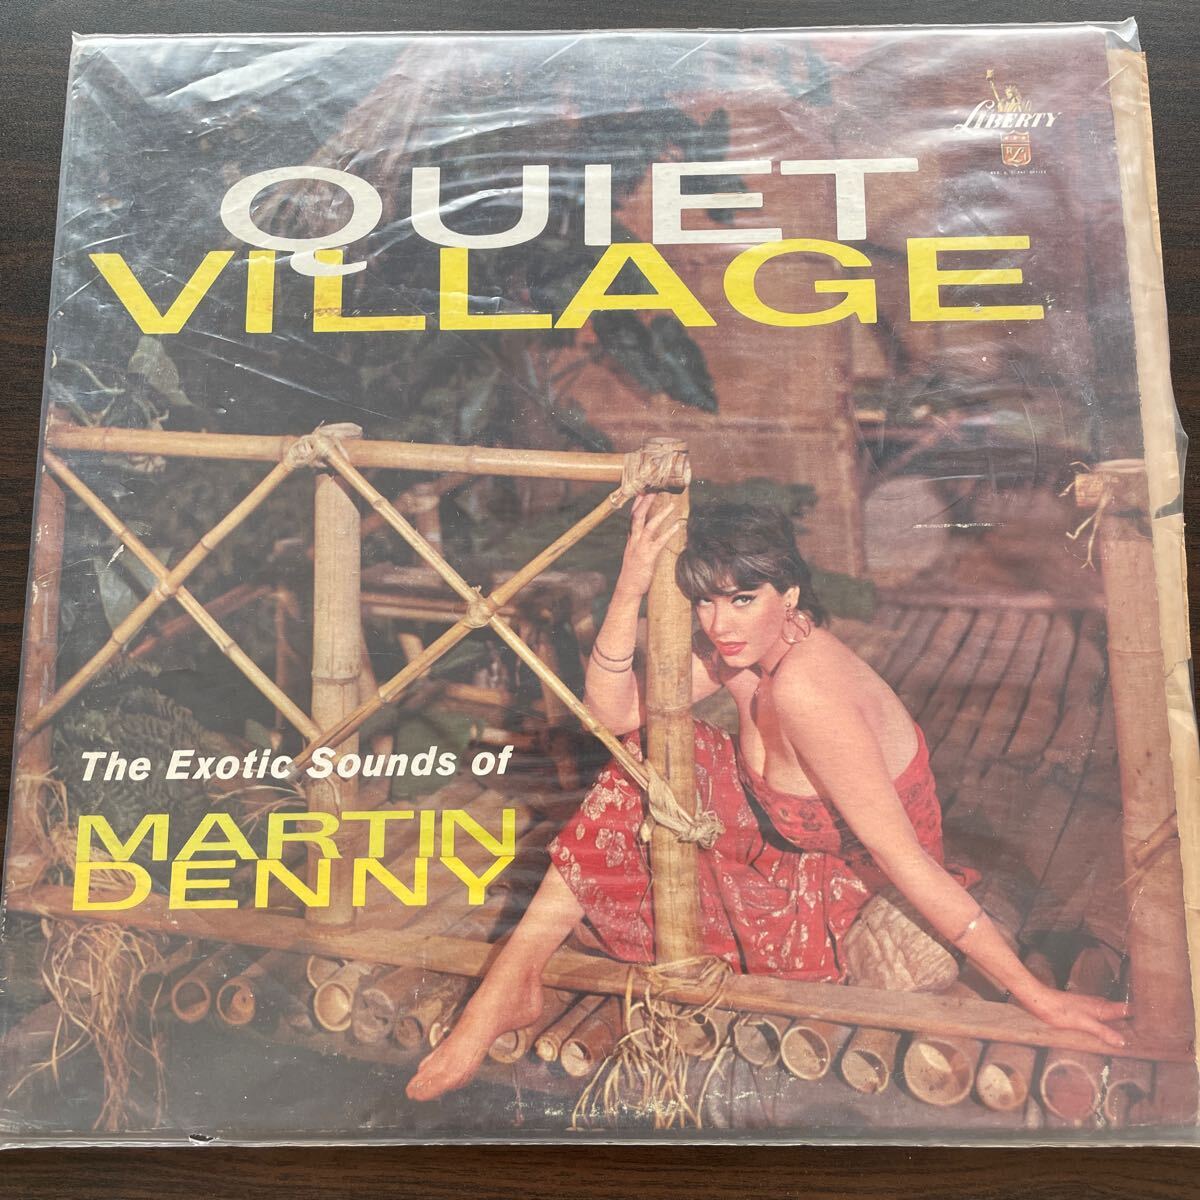 LIBERTY
QUIET
VILLAGE
The Exotic Sounds of
MARTIN
DENNY